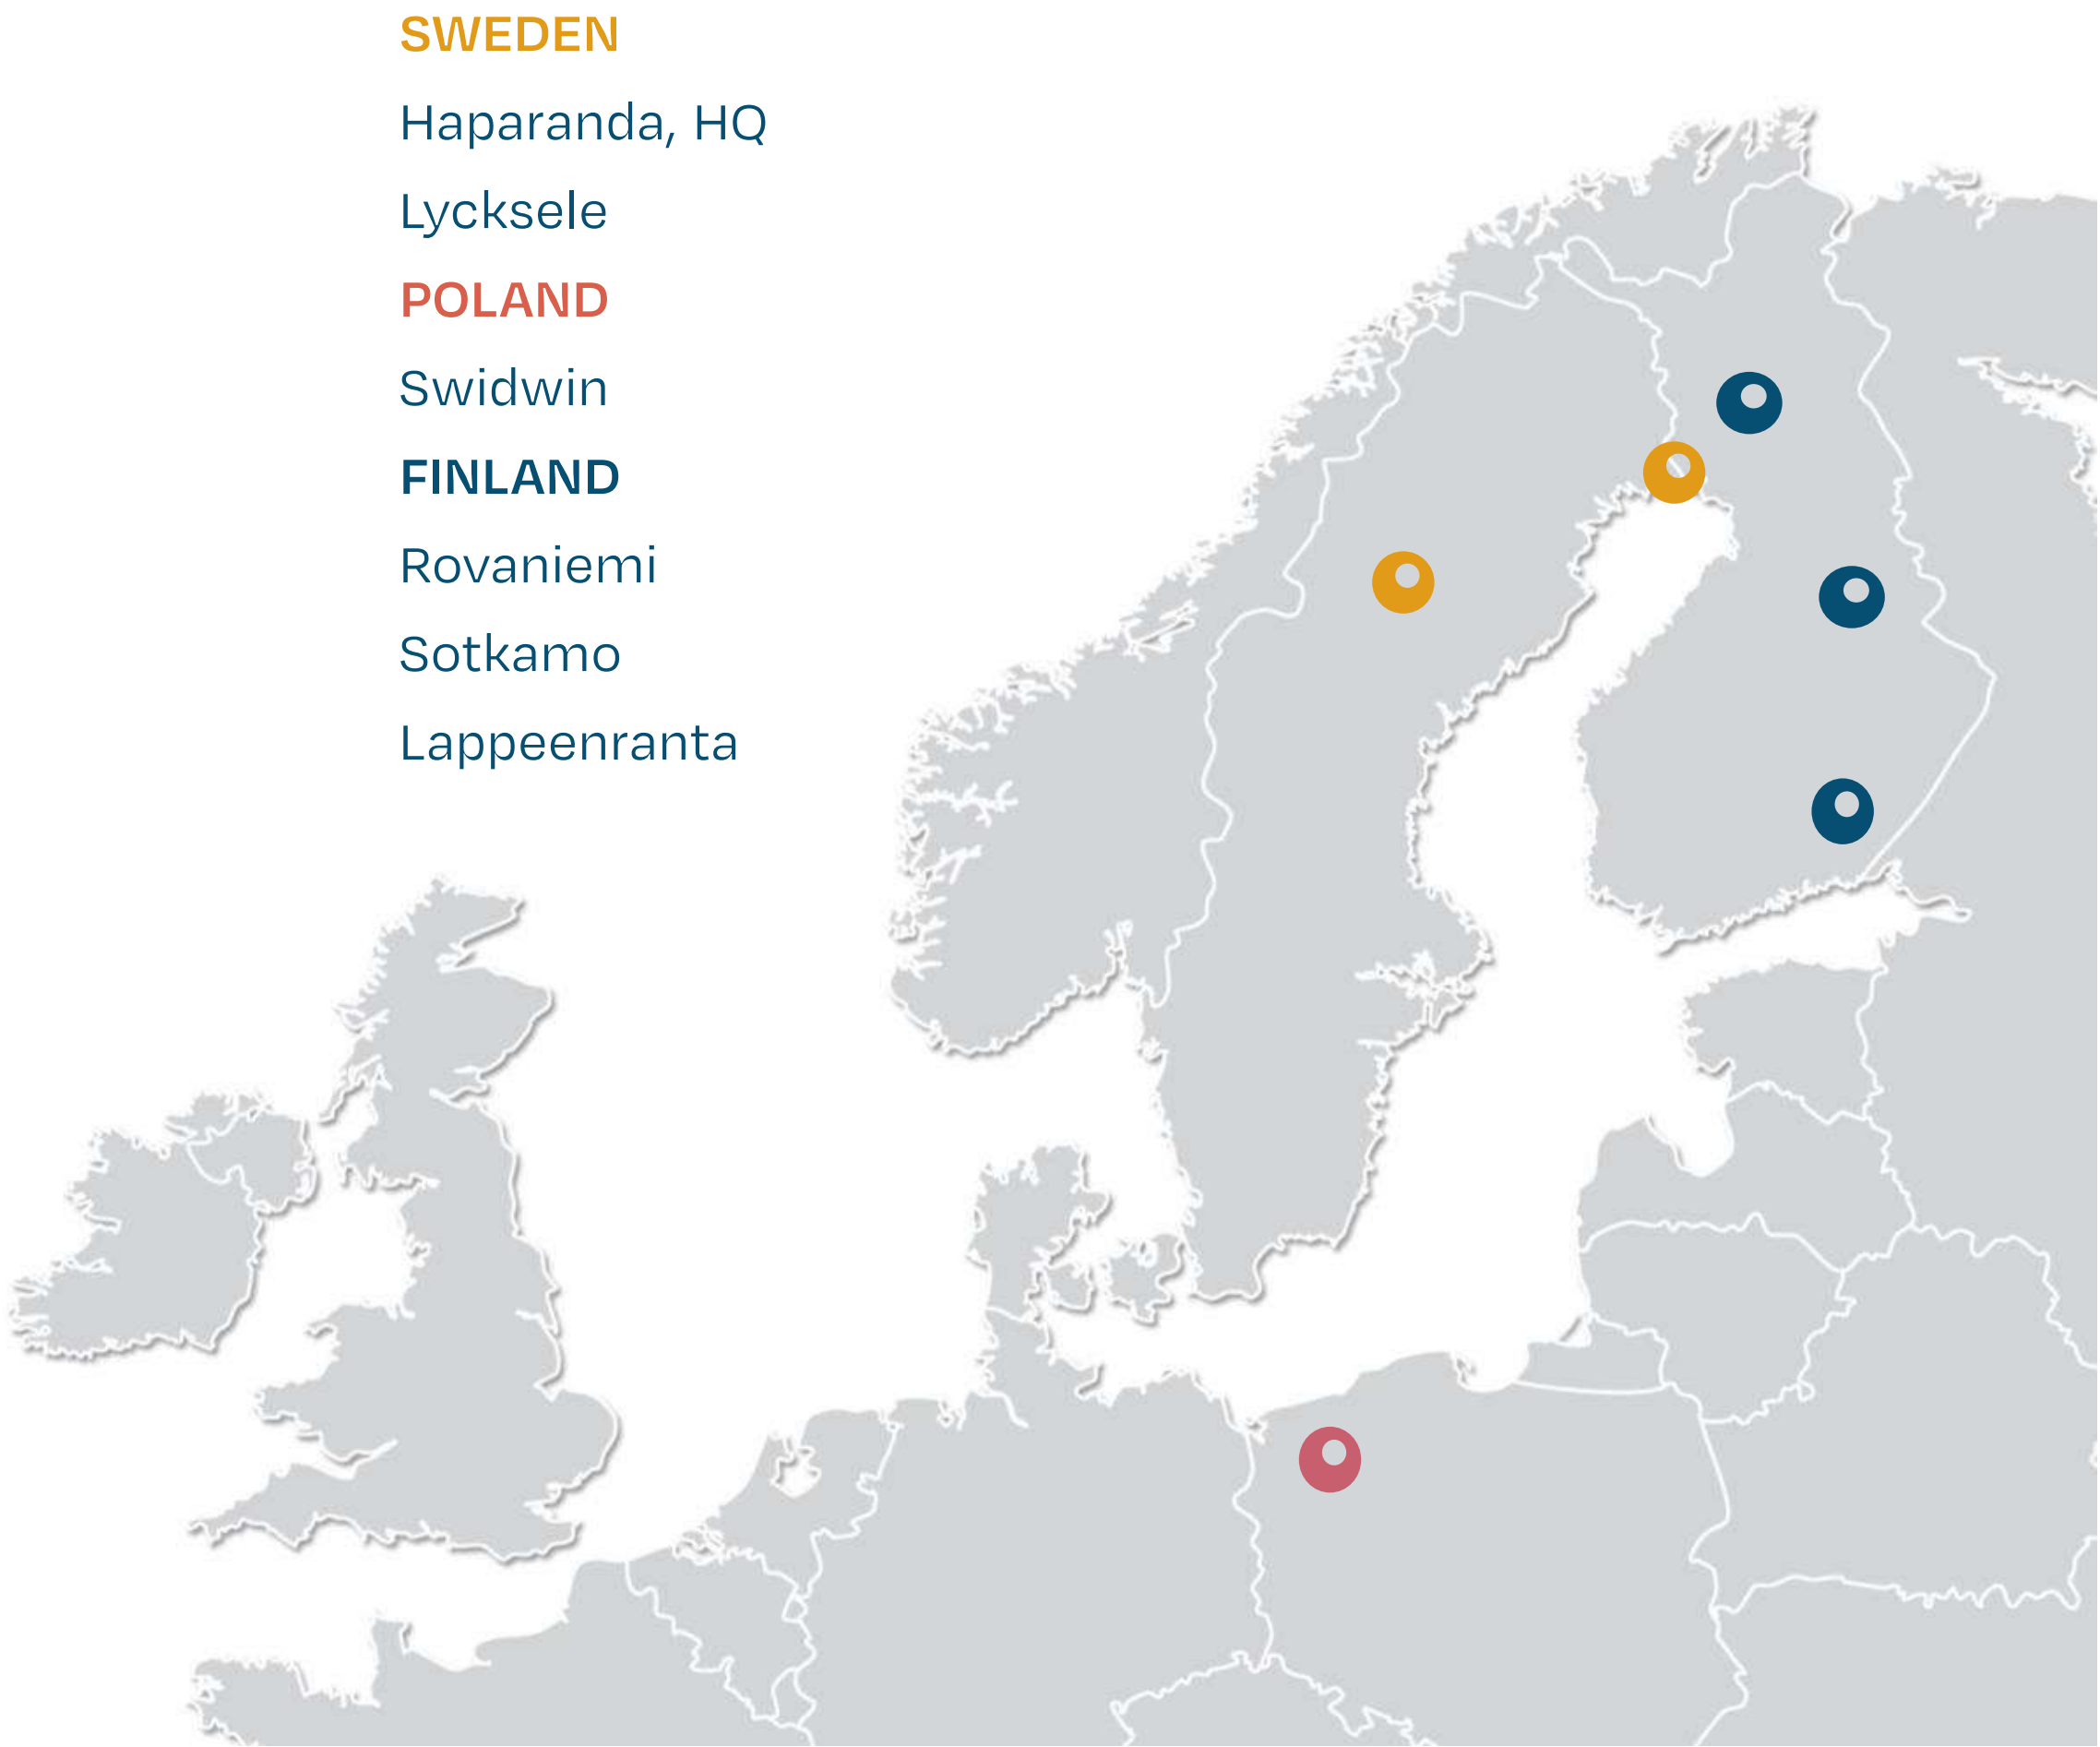 SWEDEN
Haparanda, HQ
Lycksele
POLAND
Swidwin
FINLAND
Rovaniemi
Sotkamo
Lappeenranta